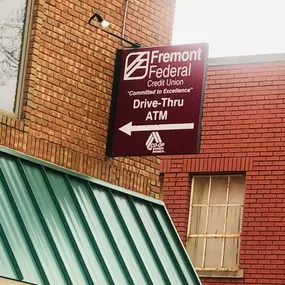 Fremont
Federal
Credit Union
"Committed to Excellence"
Drive-Thru
ATM
CO-OP